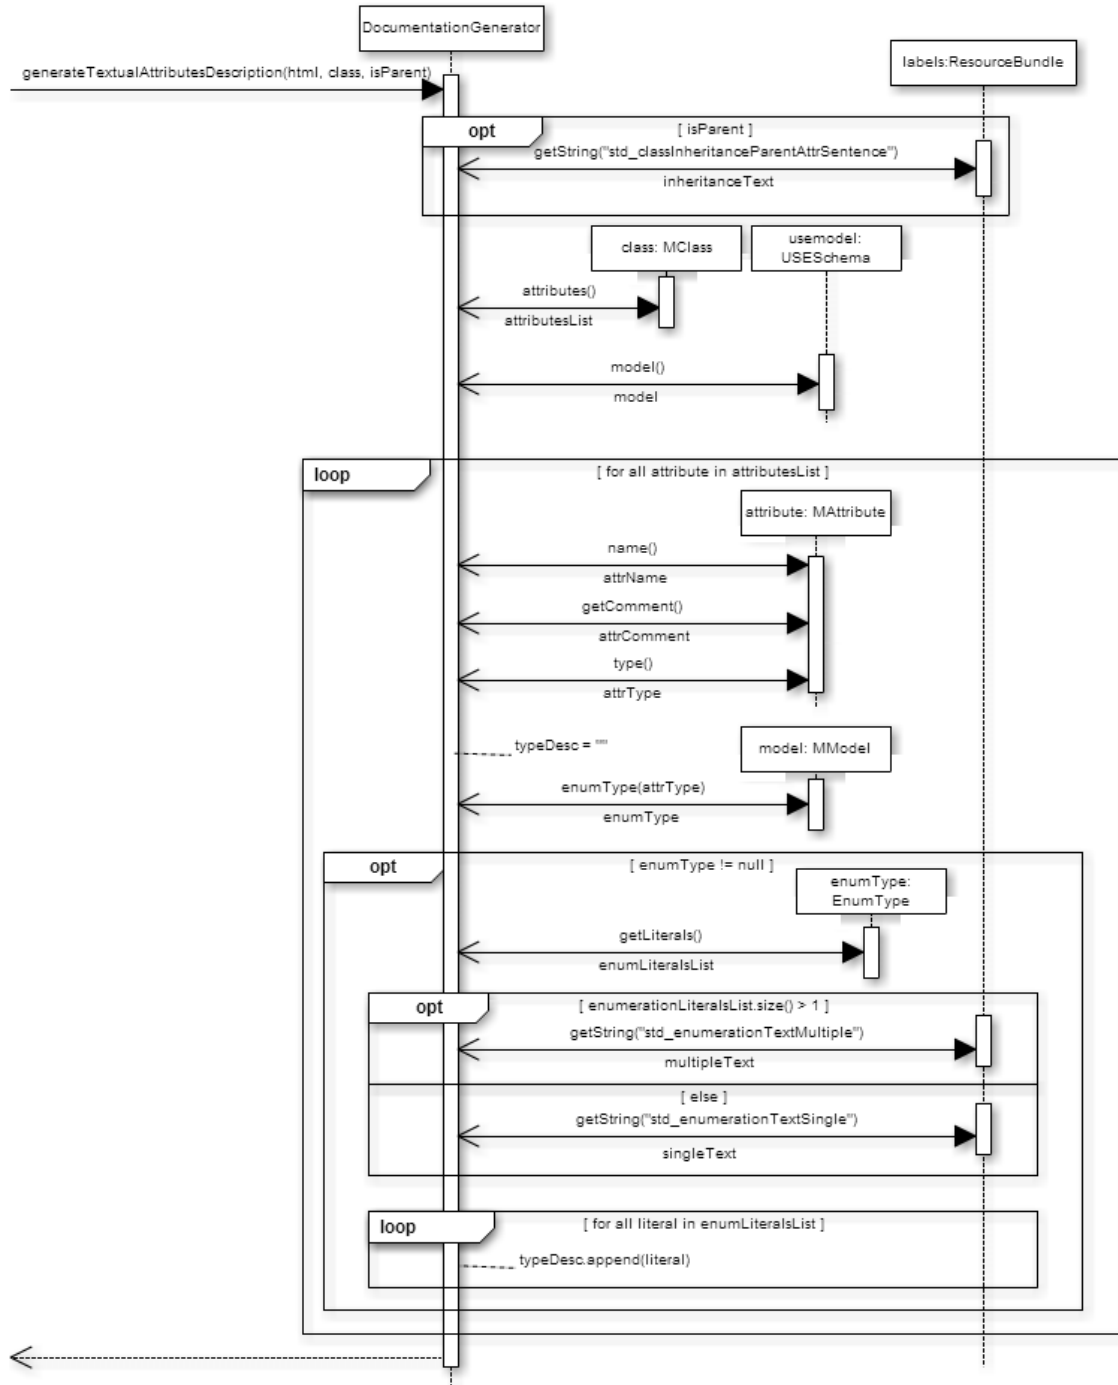 DocumentationGenerator
labels:ResourceBundle
generateTextualAttributesDescription(html, class, isParent)
opt
[ isParent ]
getString("std_classInheritanceParentAttrSentence")
inheritanceText
class: MClass
usemodel:
USESchema
attributes()
attributesList
model()
model
loop
[ for all attribute in attributesList ]
attribute: MAttribute
name()
attrName
getComment()
attrComment
type()
attrType
typeDesc = ""
model: MModel
enumType(attrType)
enumType
opt
[ enumType != null ]
enumType:
EnumType
getLiterals()
enumLiteralsList
opt
[ enumerationLiteralsList.size() > 1 ]
getString("std_enumerationTextMultiple")
multipleText
[ else ]
getString("std_enumerationTextSingle")
singleText
loop
[ for all literal in enumLiteralsList ]
typeDesc.append(literal)